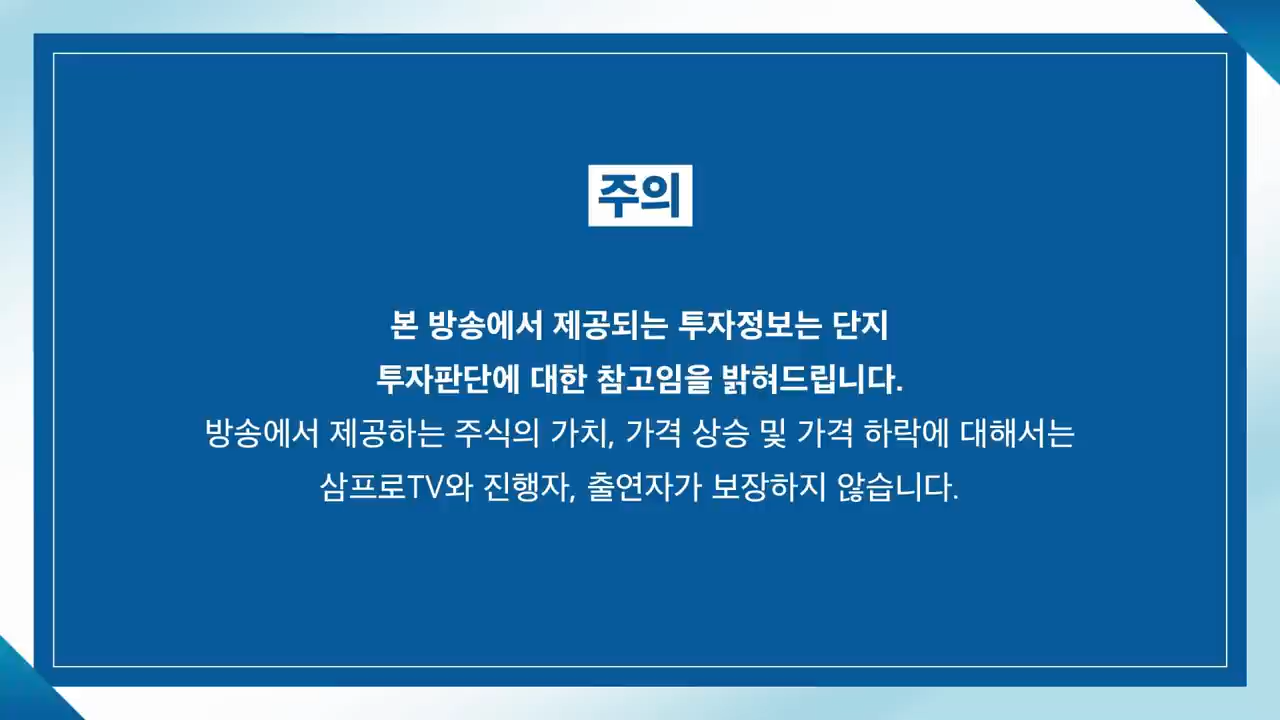 주의
본 방송에서 제공되는 투자정보는 단지
투자판단에 대한 참고임을 밝혀드립니다.
방송에서 제공하는 주식의 가치, 가격 상승 및 가격 하락에 대해서는
삼프로TV와 진행자, 출연자가 보장하지 않습니다.